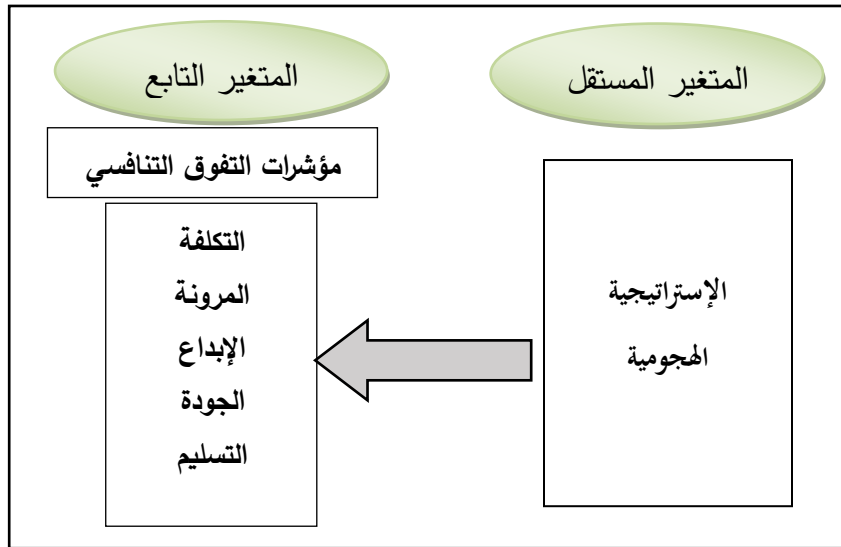 المتغير المستقل
المتغير التابع
مؤشرات التفوق التنافسي
الإستراتيجية
الهجومية
التكلفة
المرونة
الإبداع
الجودة
التسليم